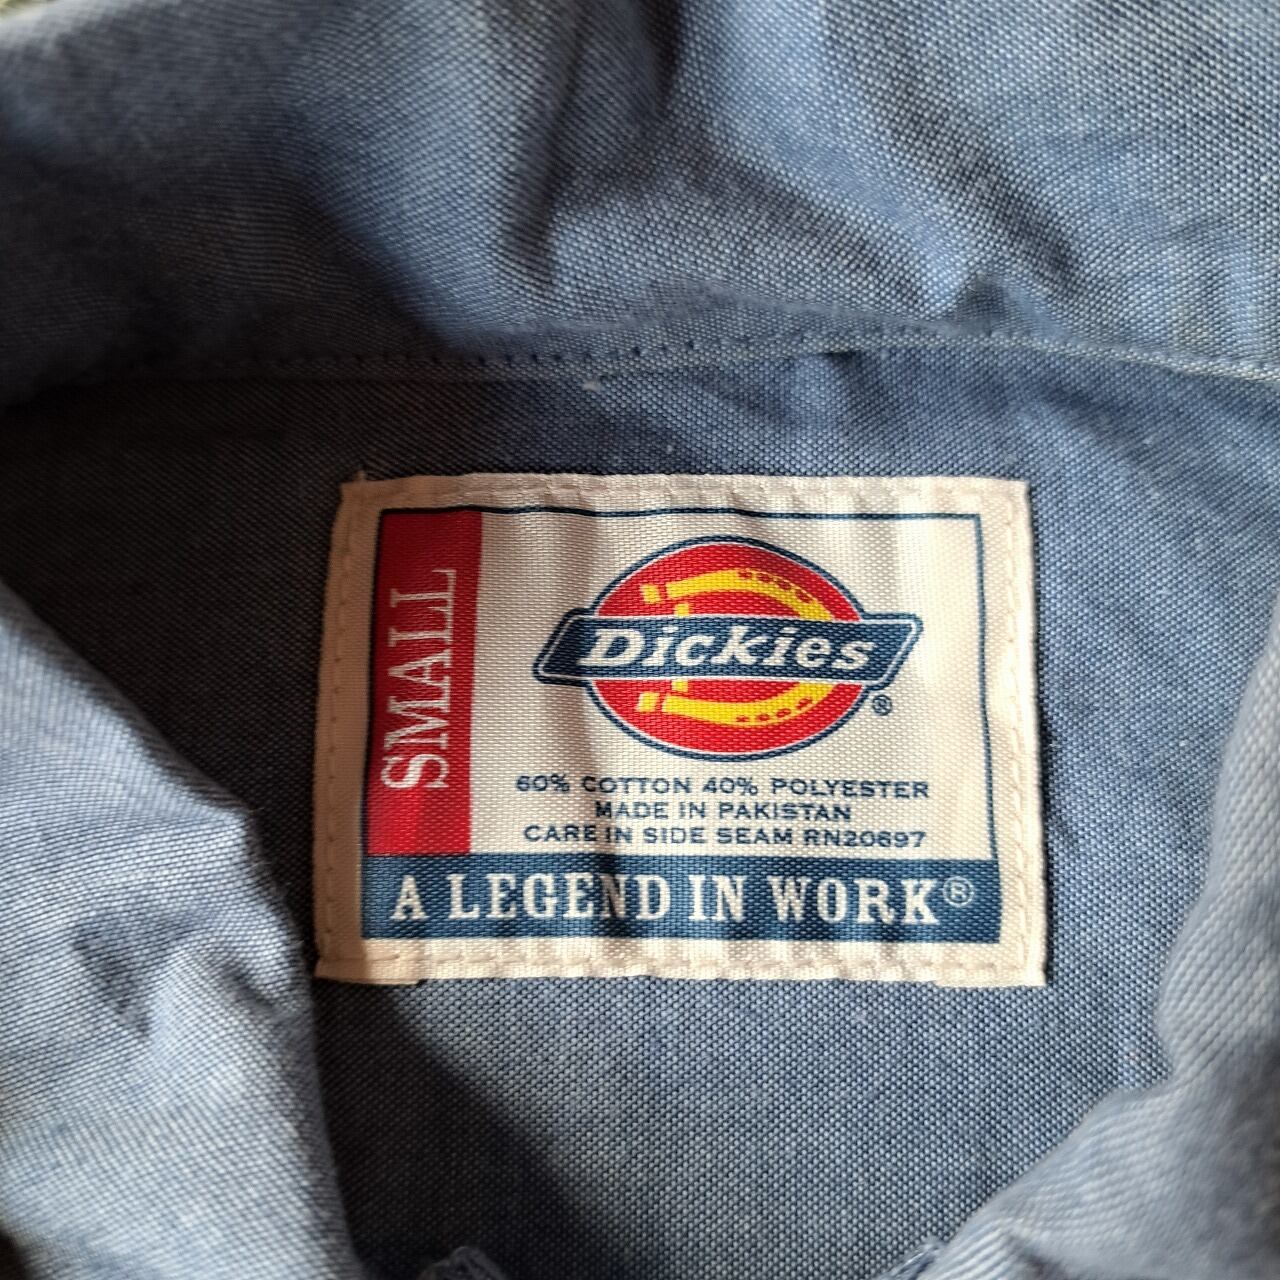 SMALL
Dickies®
60% COTTON 40% POLYESTER
MADE IN PAKISTAN
CARE IN SIDE SEAM RN20697
A LEGEND IN WORK®